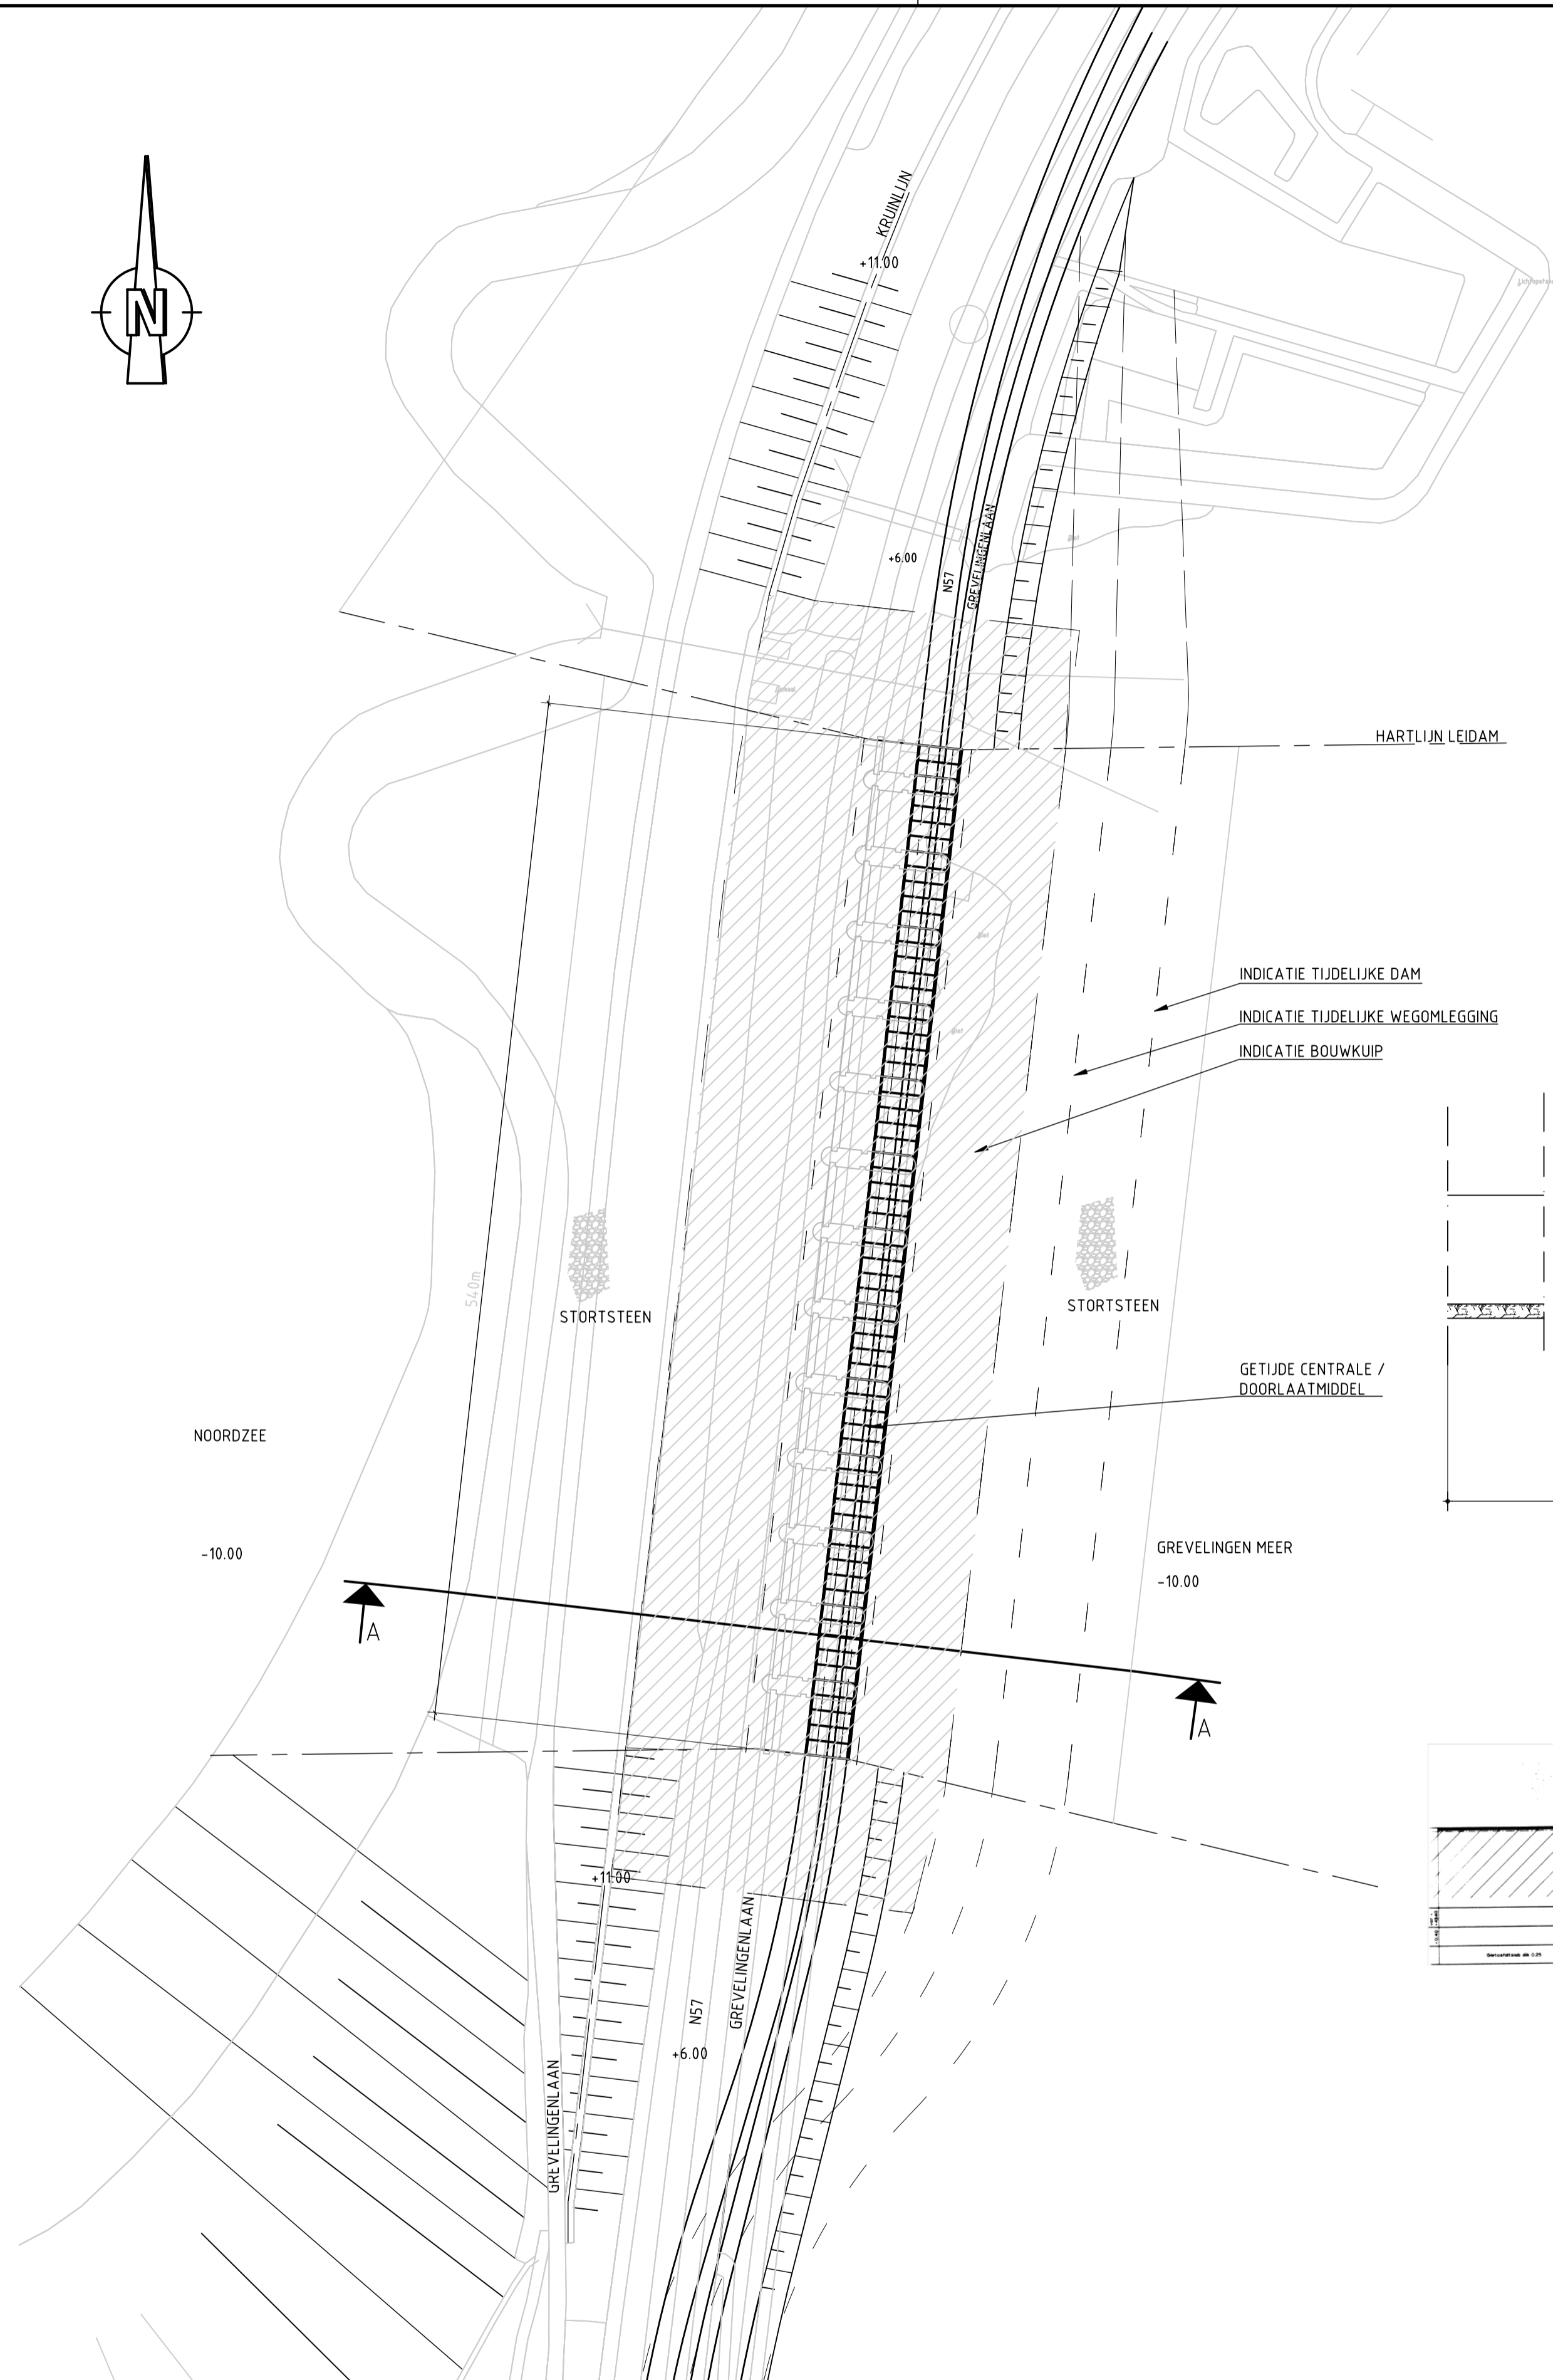 N
KRUINLIJN
+11.00
+6.00
N57
GREVELINGENLAAN
HARTLIJN LEIDAM
INDICATIE TIJDELIJKE DAM
INDICATIE TIJDELIJKE WEGOMLEGGING
INDICATIE BOUWKUIP
540m
STORTSTEEN
STORTSTEEN
GETIJDE CENTRALE /
DOORLAATMIDDEL
NOORDZEE
-10.00
GREVELINGEN MEER
-10.00
A
A
+11.00
GREVELINGENLAAN
N57
+6.00
GREVELINGENLAAN